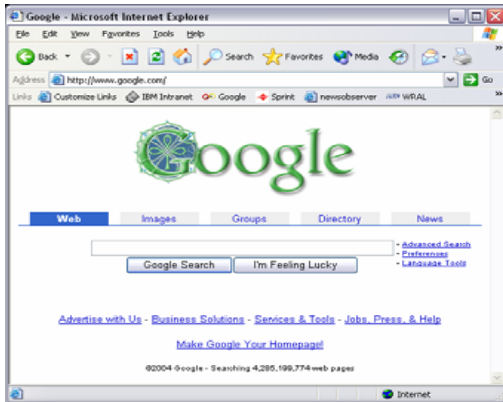 Google - Microsoft Internet Explorer
File Edit View Favorites Tools Help
Back Search Favorites Media
Address http://www.google.com/ Go
Links Customize Links IBM Intranet Google Sprint newsobserver WRAL
Google
Web Images Groups Directory News
Advanced Search
Preferences
Language Tools
Google Search I'm Feeling Lucky
Advertise with Us - Business Solutions - Services & Tools - Jobs, Press, & Help
Make Google Your Homepage!
©2004 Google - Searching 4,285,199,774 web pages
Internet